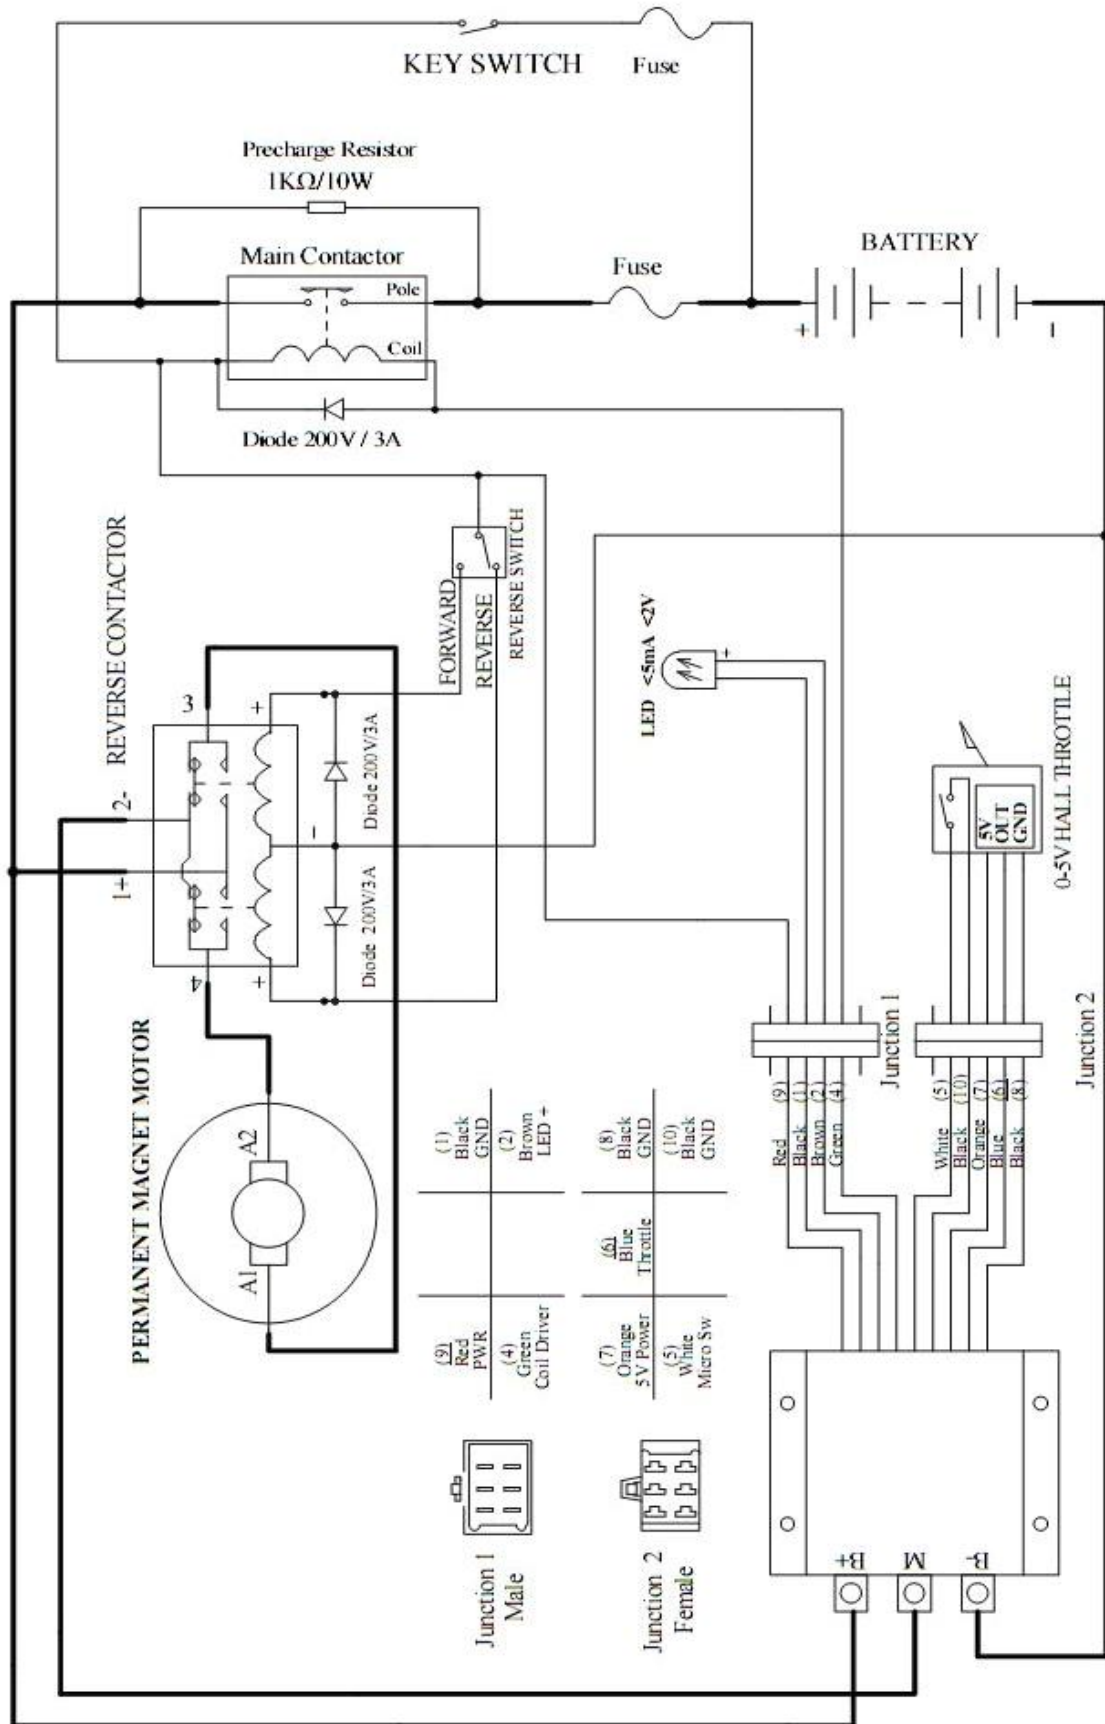 KEY SWITCH
Fuse
Precharge Resistor
1KΩ/10W
Main Contactor
Pole
Coil
Fuse
BATTERY
+
-
Diode 200V / 3A
REVERSE CONTACTOR
1+
2-
3
4
+
-
+
Diode 200V/3A
Diode 200V/3A
FORWARD
REVERSE
REVERSE SWITCH
LED <5mA <2V
+
5V
OUT
GND
0-5V HALL THROTILE
PERMANENT MAGNET MOTOR
A1
A2
Junction 1
Junction 2
Red (9)
Black (1)
Brown (2)
Green (4)
White (5)
Black (10)
Orange (7)
Blue (6)
Black (8)
(9)
Red
PWR
(1)
Black
GND
(4)
Green
Coil Driver
(2)
Brown
LED +
(7)
Orange
5V Power
(6)
Blue
Throttle
(8)
Black
GND
(5)
White
Micro Sw
(10)
Black
GND
Junction 1
Male
Junction 2
Female
B+
M
B-